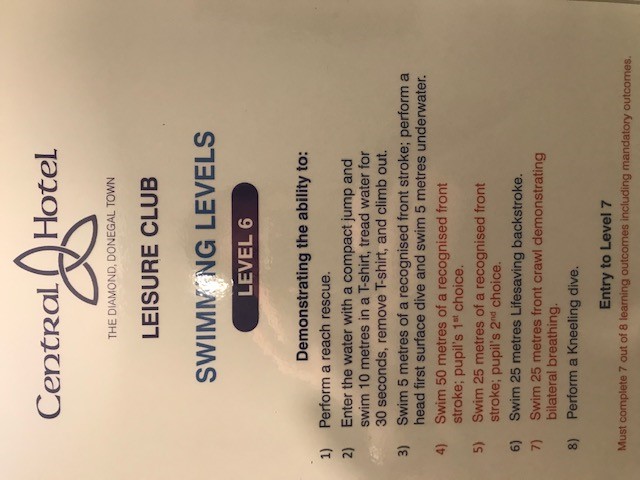 Central Hotel
THE DIAMOND, DONEGAL TOWN
LEISURE CLUB
SWIMMING LEVELS
LEVEL 6
Demonstrating the ability to:
1) Perform a reach rescue.
2) Enter the water with a compact jump and
swim 10 metres in a T-shirt, tread water for
30 seconds, remove T-shirt, and climb out.
3) Swim 5 metres of a recognised front stroke; perform a
head first surface dive and swim 5 metres underwater.
4) Swim 50 metres of a recognised front
stroke; pupil's 1st choice.
5) Swim 25 metres of a recognised front
stroke; pupil's 2nd choice.
6) Swim 25 metres Lifesaving backstroke.
7) Swim 25 metres front crawl demonstrating
bilateral breathing.
8) Perform a Kneeling dive.
Entry to Level 7
Must complete 7 out of 8 learning outcomes including mandatory outcomes.